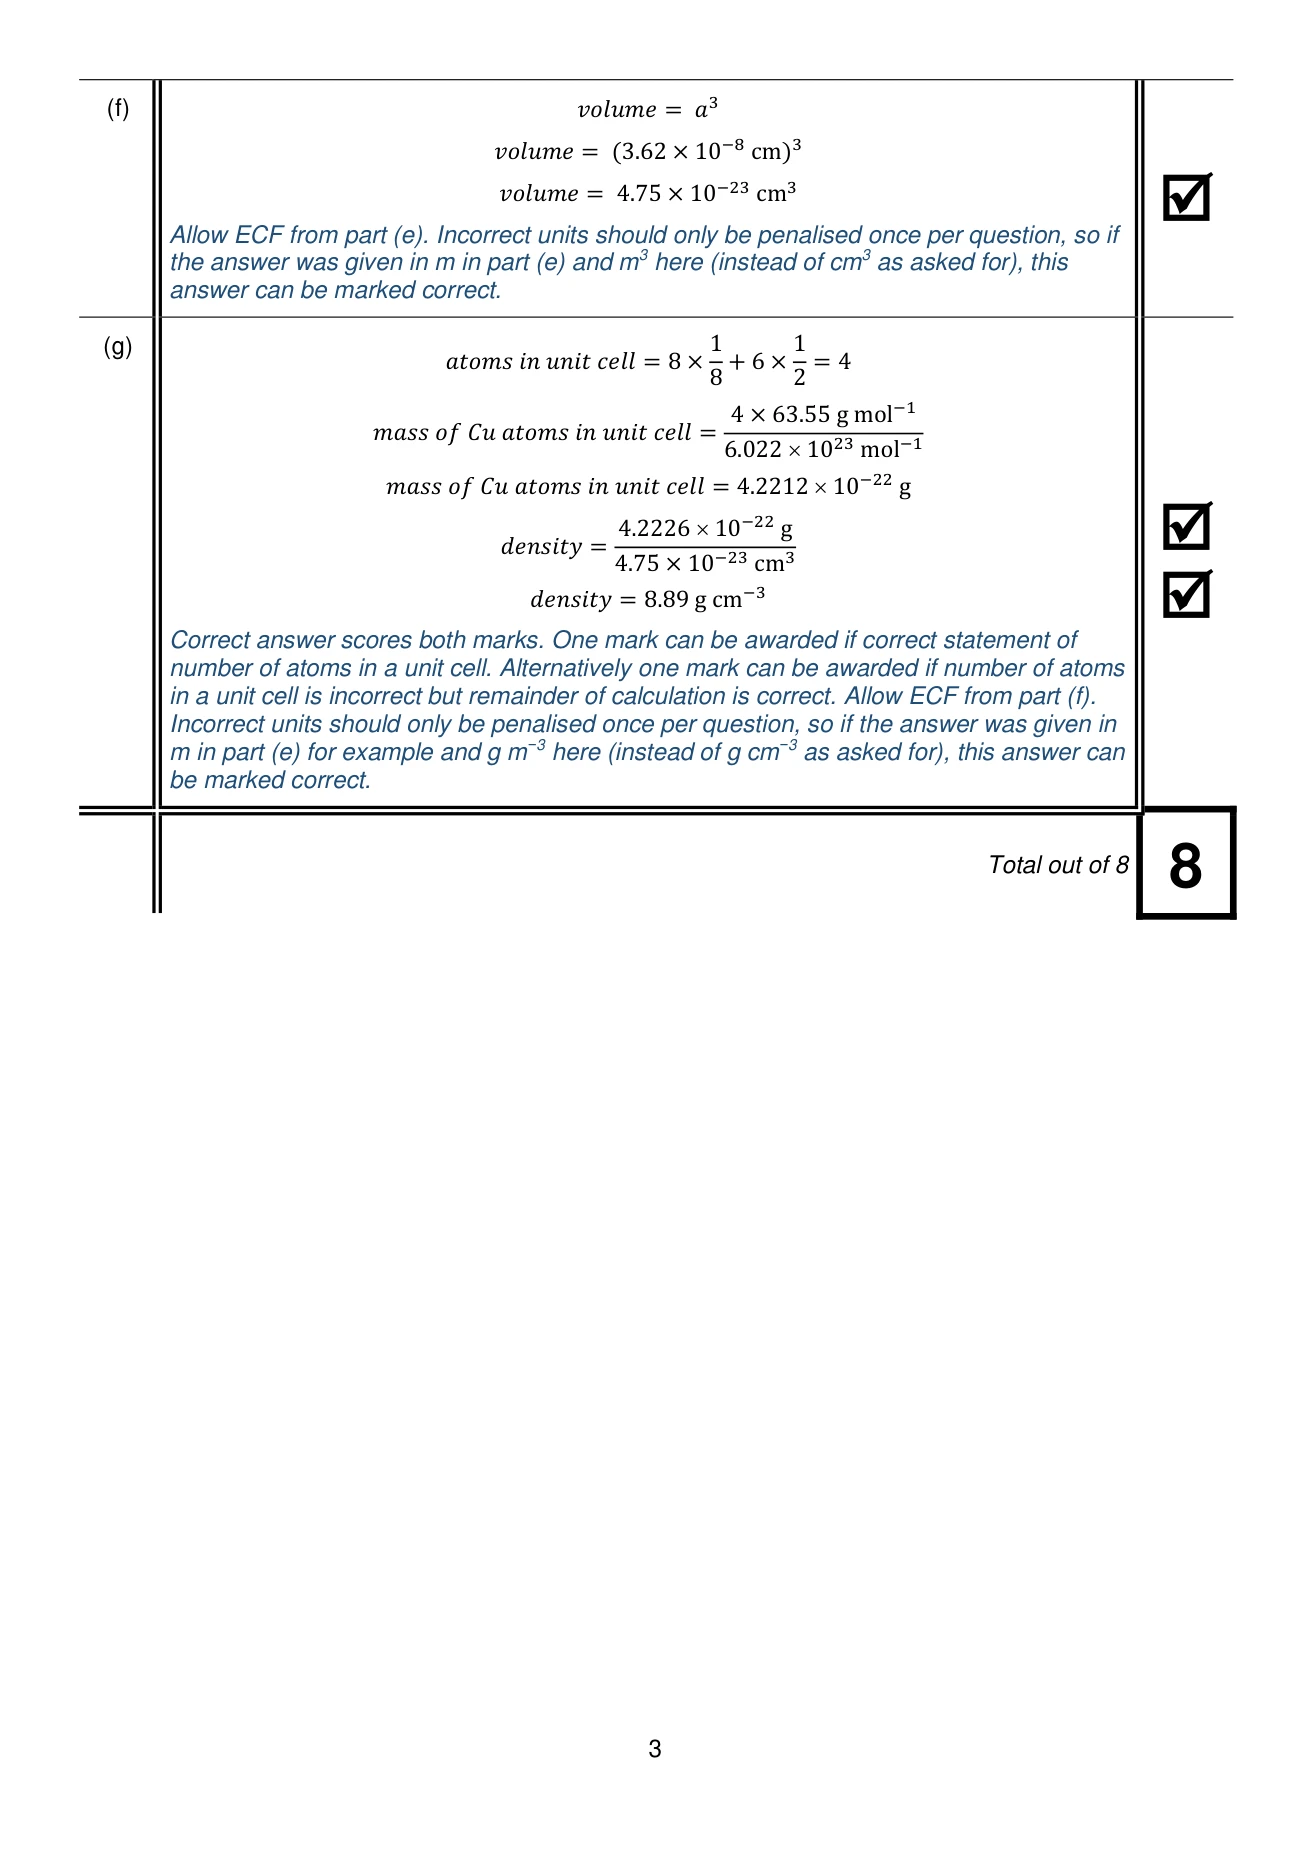 (f)
volume = a³
volume = (3.62 × 10⁻⁸ cm)³
volume = 4.75 × 10⁻²³ cm³
Allow ECF from part (e). Incorrect units should only be penalised once per question, so if
the answer was given in m in part (e) and m³ here (instead of cm³ as asked for), this
answer can be marked correct.
(g)
atoms in unit cell = 8 × 1/8 + 6 × 1/2 = 4
mass of Cu atoms in unit cell = 4 × 63.55 g mol⁻¹ / 6.022 × 10²³ mol⁻¹
mass of Cu atoms in unit cell = 4.2212 × 10⁻²² g
density = 4.2226 × 10⁻²² g / 4.75 × 10⁻²³ cm³
density = 8.89 g cm⁻³
Correct answer scores both marks. One mark can be awarded if correct statement of
number of atoms in a unit cell. Alternatively one mark can be awarded if number of atoms
in a unit cell is incorrect but remainder of calculation is correct. Allow ECF from part (f).
Incorrect units should only be penalised once per question, so if the answer was given in
m in part (e) for example and g m⁻³ here (instead of g cm⁻³ as asked for), this answer can
be marked correct.
Total out of 8
8
3